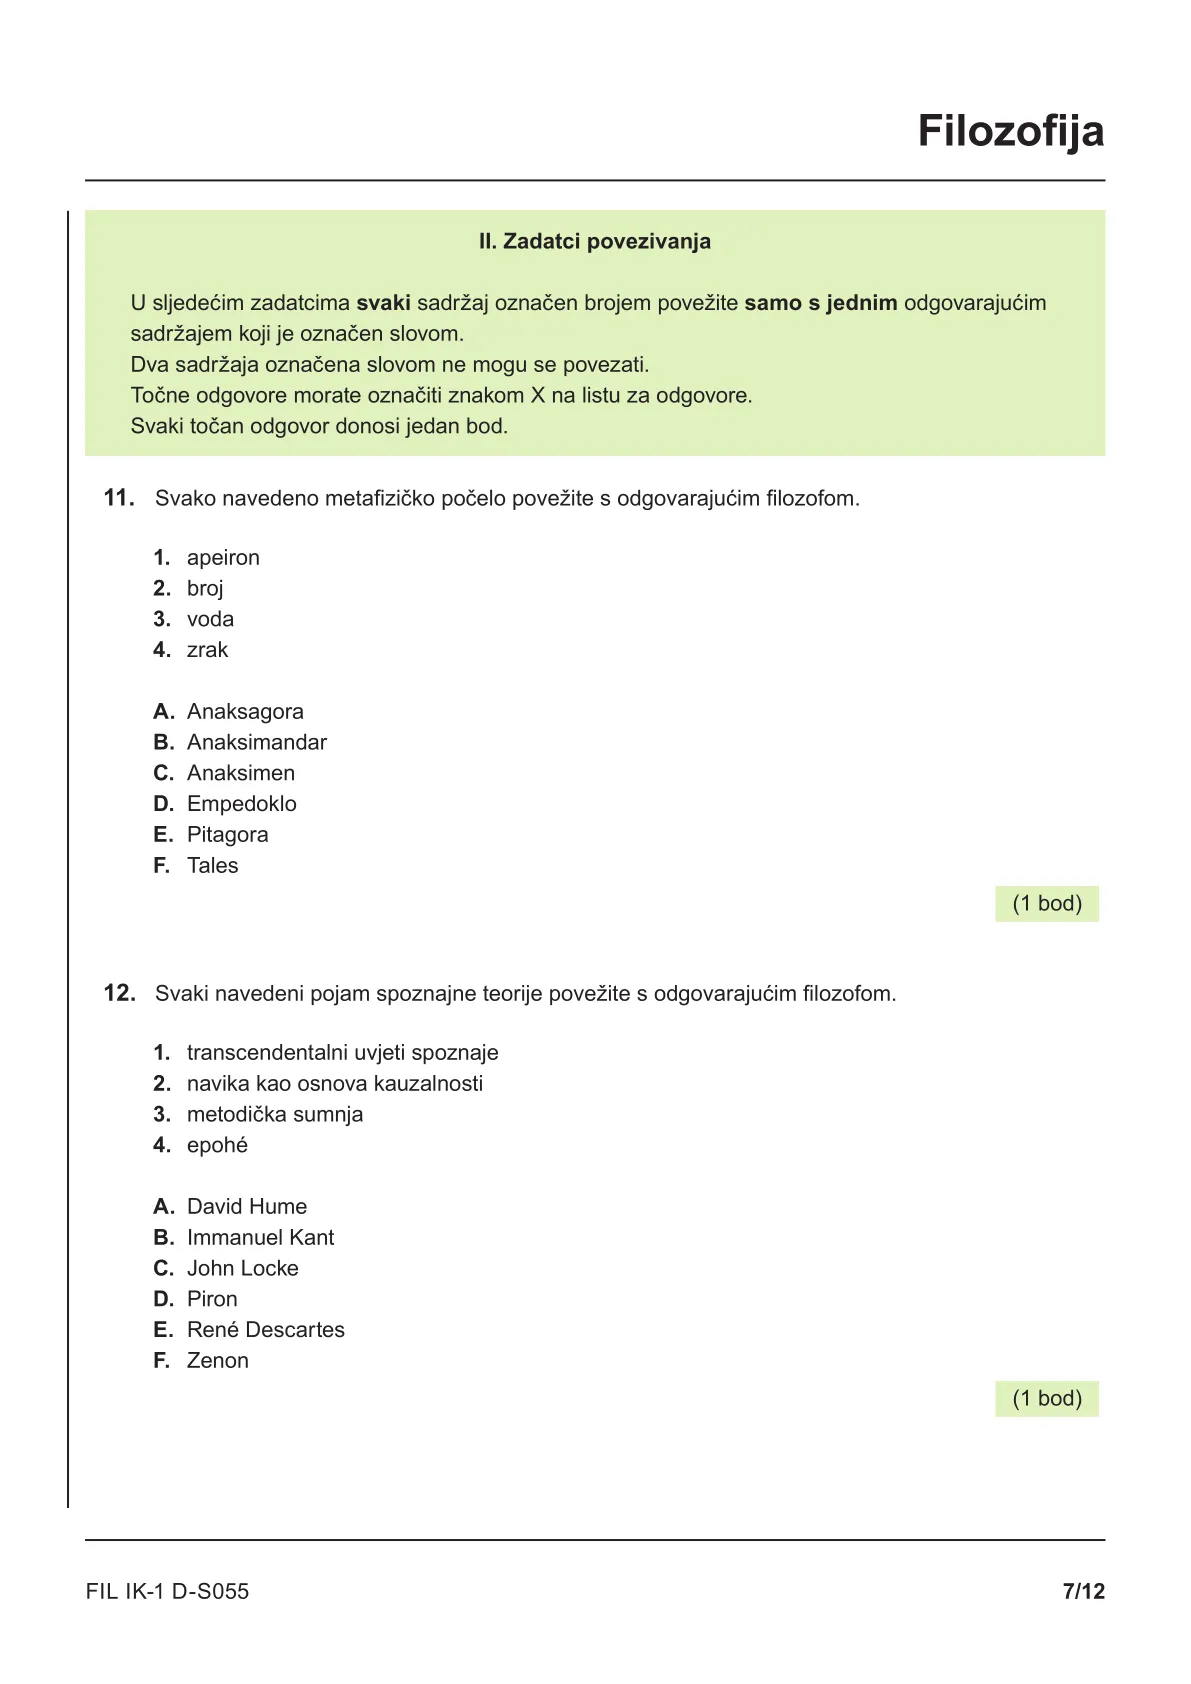 Filozofija
II. Zadatci povezivanja
U sljedećim zadatcima svaki sadržaj označen brojem povežite samo s jednim odgovarajućim
sadržajem koji je označen slovom.
Dva sadržaja označena slovom ne mogu se povezati.
Točne odgovore morate označiti znakom X na listu za odgovore.
Svaki točan odgovor donosi jedan bod.
11. Svako navedeno metafizičko počelo povežite s odgovarajućim filozofom.
1. apeiron
2. broj
3. voda
4. zrak
A. Anaksagora
B. Anaksimandar
C. Anaksimen
D. Empedoklo
E. Pitagora
F. Tales
(1 bod)
12. Svaki navedeni pojam spoznajne teorije povežite s odgovarajućim filozofom.
1. transcendentalni uvjeti spoznaje
2. navika kao osnova kauzalnosti
3. metodička sumnja
4. epohé
A. David Hume
B. Immanuel Kant
C. John Locke
D. Piron
E. René Descartes
F. Zenon
(1 bod)
FIL IK-1 D-S055
7/12